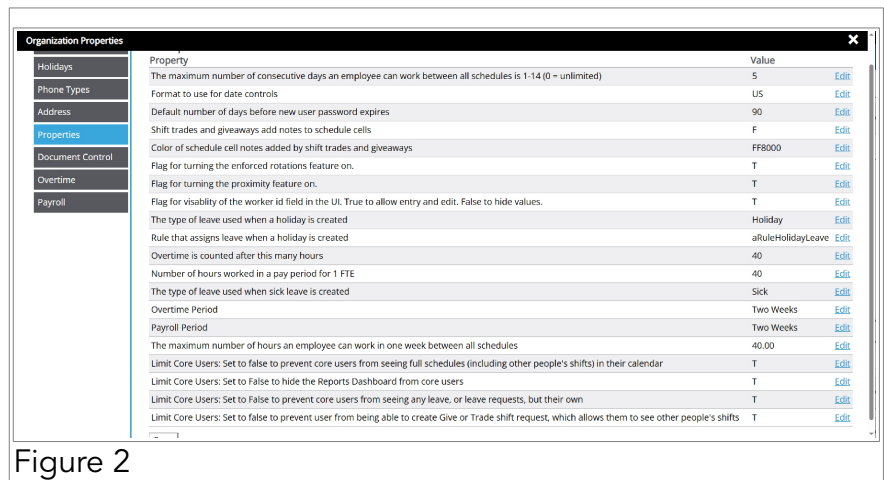 Organization Properties
Holidays
Phone Types
Address
Properties
Document Control
Overtime
Payroll
Property Value
The maximum number of consecutive days an employee can work between all schedules is 1-14 (0 = unlimited) 5 Edit
Format to use for date controls US Edit
Default number of days before new user password expires 90 Edit
Shift trades and giveaways add notes to schedule cells F Edit
Color of schedule cell notes added by shift trades and giveaways FF8000 Edit
Flag for turning the enforced rotations feature on. T Edit
Flag for turning the proximity feature on. T Edit
Flag for visablity of the worker id field in the UI. True to allow entry and edit. False to hide values. T Edit
The type of leave used when a holiday is created Holiday Edit
Rule that assigns leave when a holiday is created aRuleHolidayLeave Edit
Overtime is counted after this many hours 40 Edit
Number of hours worked in a pay period for 1 FTE 40 Edit
The type of leave used when sick leave is created Sick Edit
Overtime Period Two Weeks Edit
Payroll Period Two Weeks Edit
The maximum number of hours an employee can work in one week between all schedules 40.00 Edit
Limit Core Users: Set to false to prevent core users from seeing full schedules (including other people's shifts) in their calendar T Edit
Limit Core Users: Set to False to hide the Reports Dashboard from core users T Edit
Limit Core Users: Set to False to prevent core users from seeing any leave, or leave requests, but their own T Edit
Limit Core Users: Set to false to prevent user from being able to create Give or Trade shift request, which allows them to see other people's shifts T Edit
Figure 2